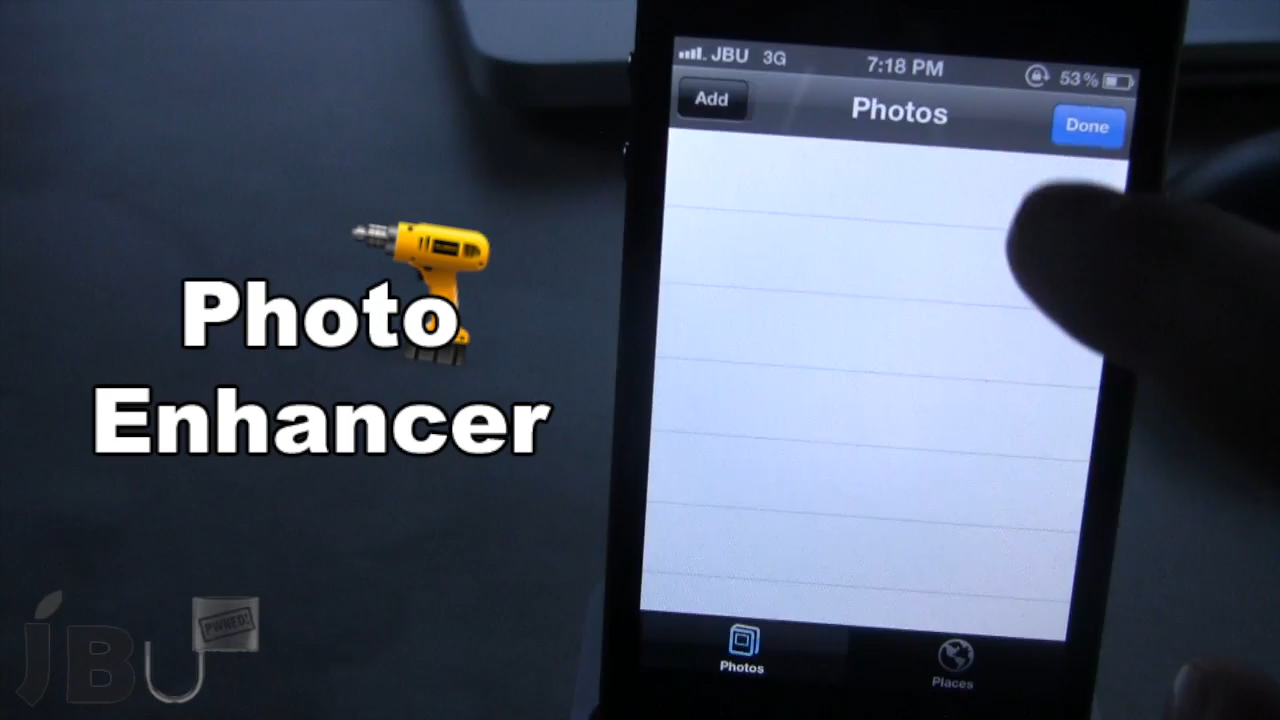 JBU 3G 7:18 PM 53%
Add Photos Done
Photo
Enhancer
Photos Places
JBU
PWNED!